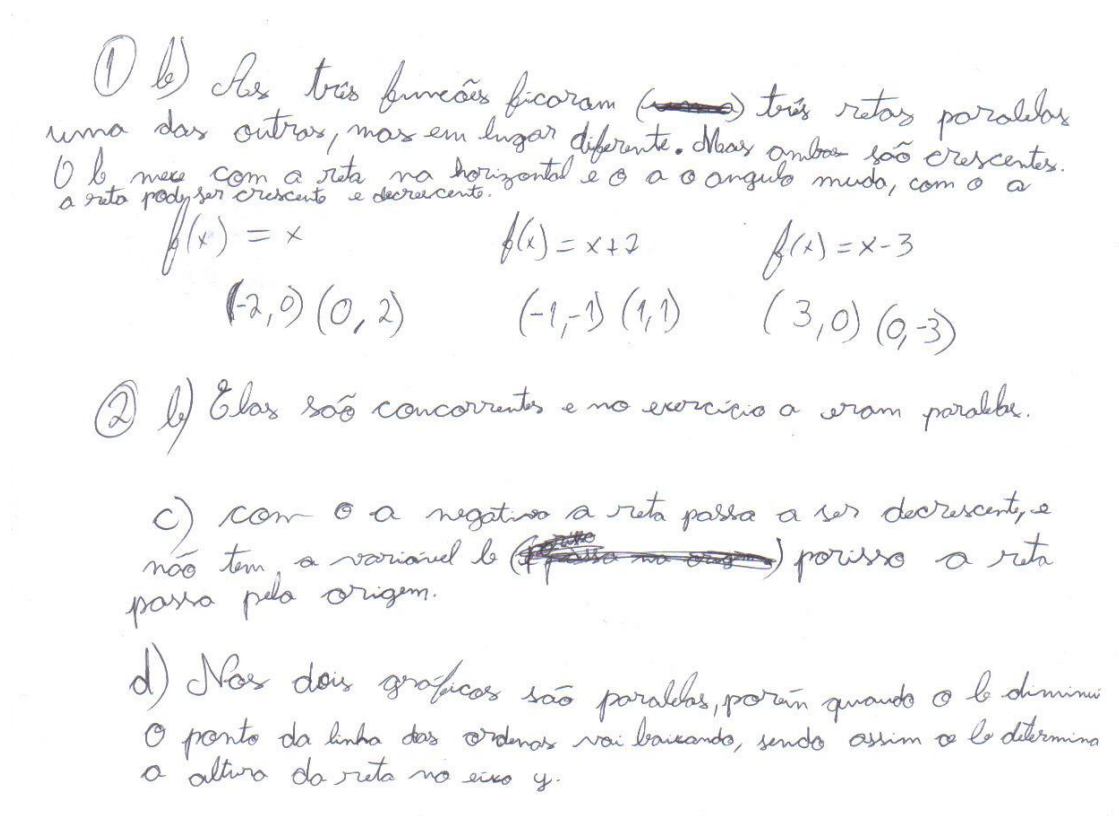 ① b) As três funcões ficaram três retas paralelas
uma das outras, mas em lugar diferente. Mas ambas são crescentes.
O b mexe com a reta na horizontal e o a o angulo muda, com o a
a reta pode ser crescente e decrescente.
f(x) = x f(x) = x+2 f(x) = x-3
(-2,0) (0,2) (-1,-1) (1,1) (3,0) (0,-3)
② b) Elas são concorrentes e no exercício a eram paralelas.
c) com o a negativo a reta passa a ser decrescente, e
não tem a variável b porisso a reta
passa pela origem.
d) Nos dois gráficos são paralelas, porém quando o b diminui
O ponto da linha das ordenas vai baixando, sendo assim o b determina
a altura da reta no eixo y.